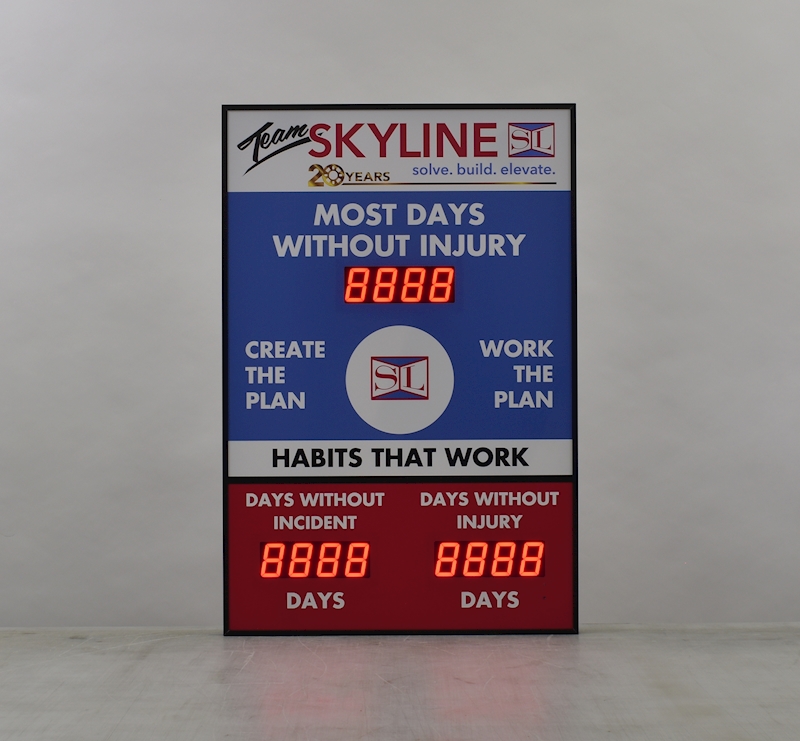 Team SKYLINE SL
20 YEARS solve. build. elevate.
MOST DAYS
WITHOUT INJURY
8888
CREATE
THE
PLAN
SL
WORK
THE
PLAN
HABITS THAT WORK
DAYS WITHOUT
INCIDENT
8888
DAYS
DAYS WITHOUT
INJURY
8888
DAYS